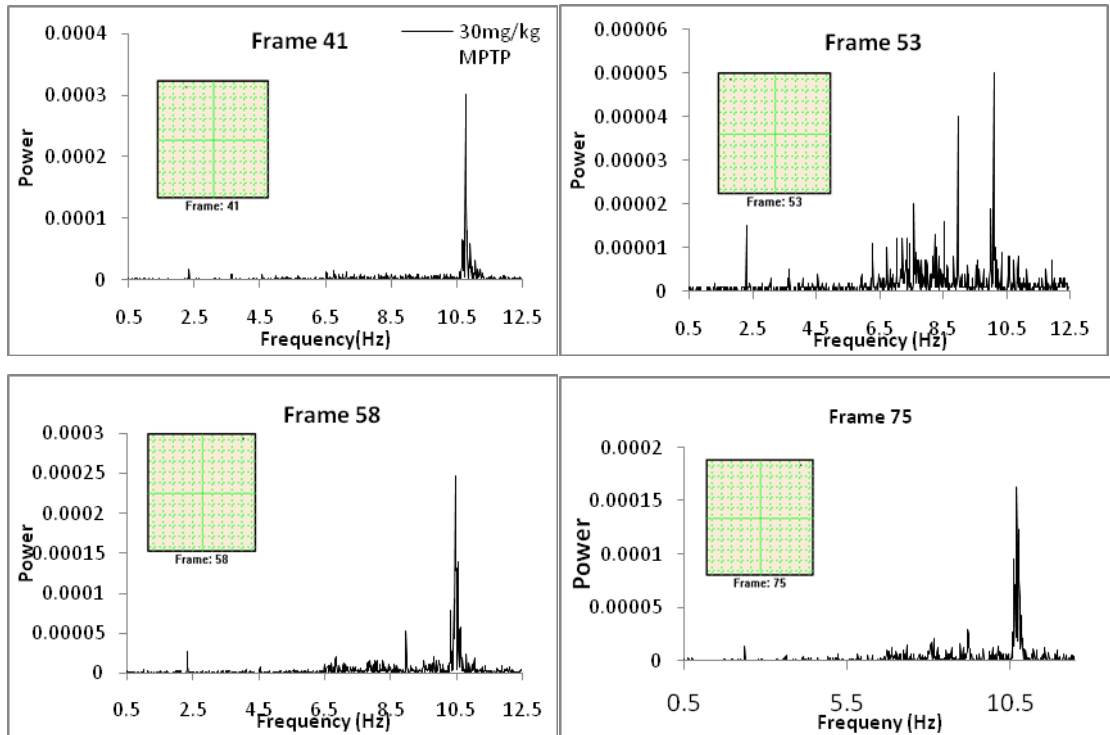 Frame 41
30mg/kg
MPTP
0.0004
0.0003
0.0002
0.0001
0
Power
Frame: 41
0.5 2.5 4.5 6.5 8.5 10.5 12.5
Frequency(Hz)
Frame 53
0.00006
0.00005
0.00004
0.00003
0.00002
0.00001
0
Power
Frame: 53
0.5 2.5 4.5 6.5 8.5 10.5 12.5
Frequency (Hz)
Frame 58
0.0003
0.00025
0.0002
0.00015
0.0001
0.00005
0
Power
Frame: 58
0.5 2.5 4.5 6.5 8.5 10.5 12.5
Frequency (Hz)
Frame 75
0.0002
0.00015
0.0001
0.00005
0
Power
Frame: 75
0.5 5.5 10.5
Frequeny (Hz)